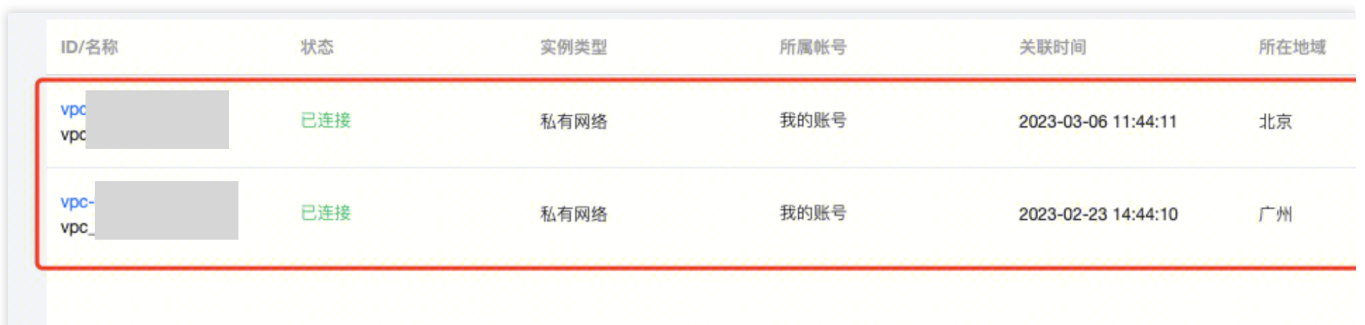 ID/名称 状态 实例类型 所属帐号 关联时间 所在地域
vpc
vpc
已连接 私有网络 我的账号 2023-03-06 11:44:11 北京
vpc-
vpc_
已连接 私有网络 我的账号 2023-02-23 14:44:10 广州